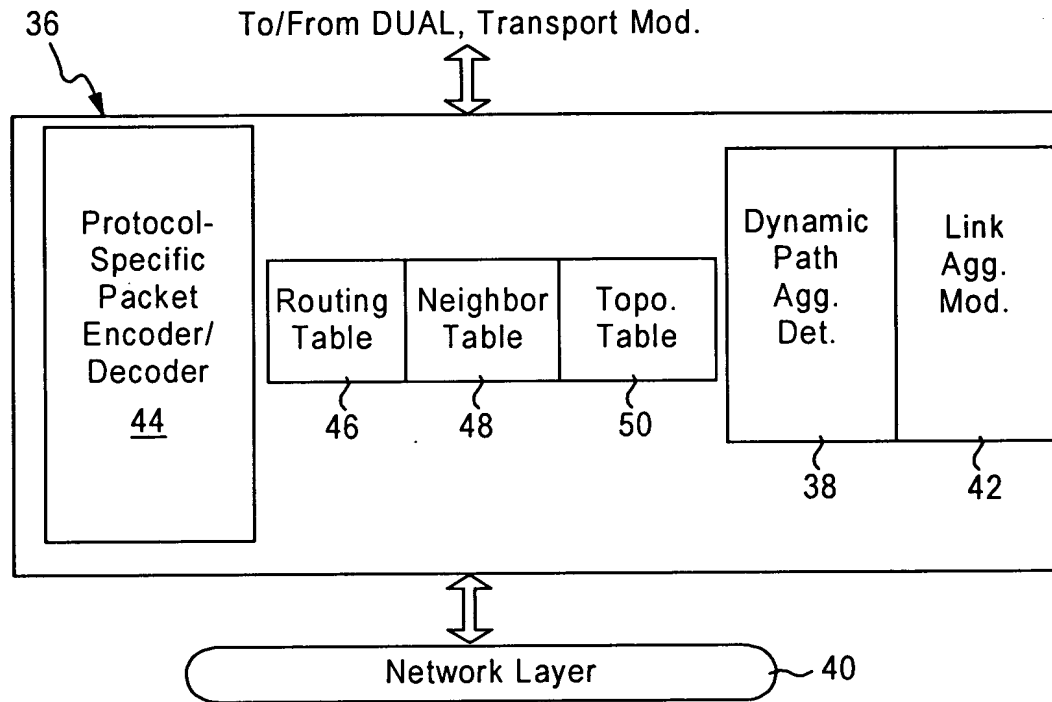 36
To/From DUAL, Transport Mod.
Protocol-
Specific
Packet
Encoder/
Decoder
44
Routing
Table
46
Neighbor
Table
48
Topo.
Table
50
Dynamic
Path
Agg.
Det.
38
Link
Agg.
Mod.
42
Network Layer
40